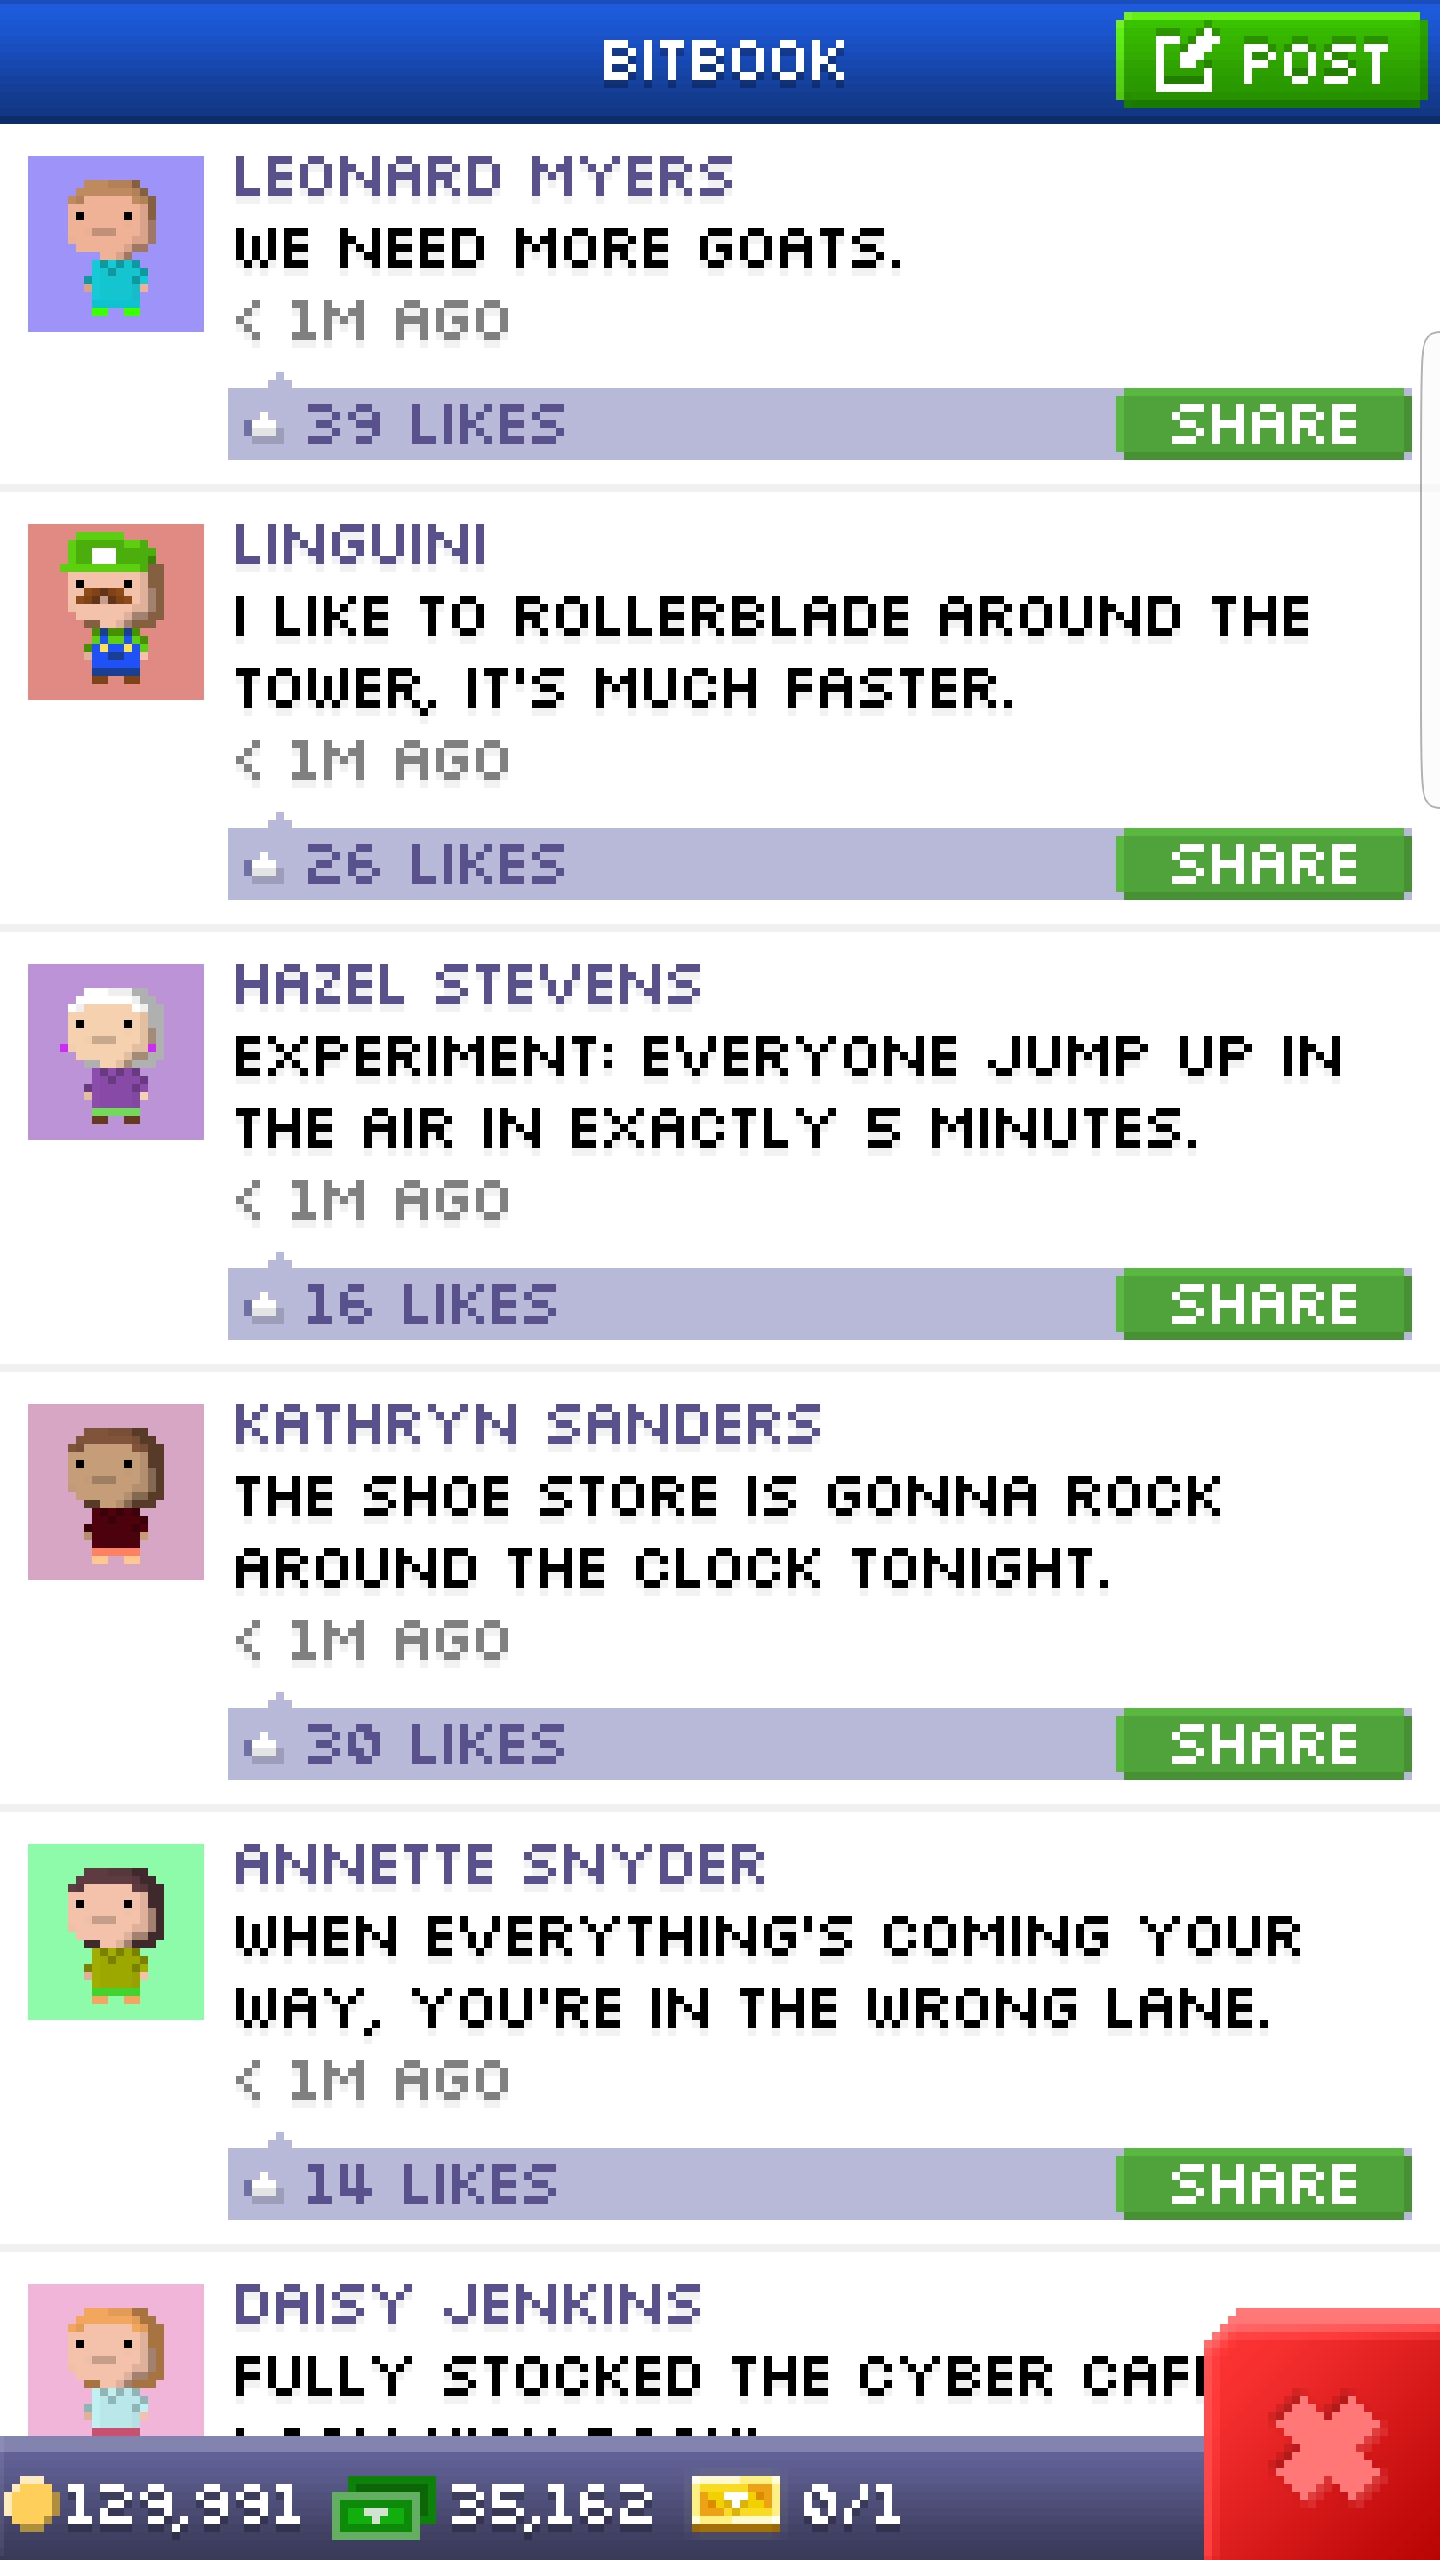 BITBOOK
POST
LEONARD MYERS
WE NEED MORE GOATS.
< 1M AGO
39 LIKES
SHARE
LINGUINI
I LIKE TO ROLLERBLADE AROUND THE
TOWER, IT'S MUCH FASTER.
< 1M AGO
26 LIKES
SHARE
HAZEL STEVENS
EXPERIMENT: EVERYONE JUMP UP IN
THE AIR IN EXACTLY 5 MINUTES.
< 1M AGO
16 LIKES
SHARE
KATHRYN SANDERS
THE SHOE STORE IS GONNA ROCK
AROUND THE CLOCK TONIGHT.
< 1M AGO
30 LIKES
SHARE
ANNETTE SNYDER
WHEN EVERYTHING'S COMING YOUR
WAY, YOU'RE IN THE WRONG LANE.
< 1M AGO
14 LIKES
SHARE
DAISY JENKINS
FULLY STOCKED THE CYBER
129,991
35,162
0/1